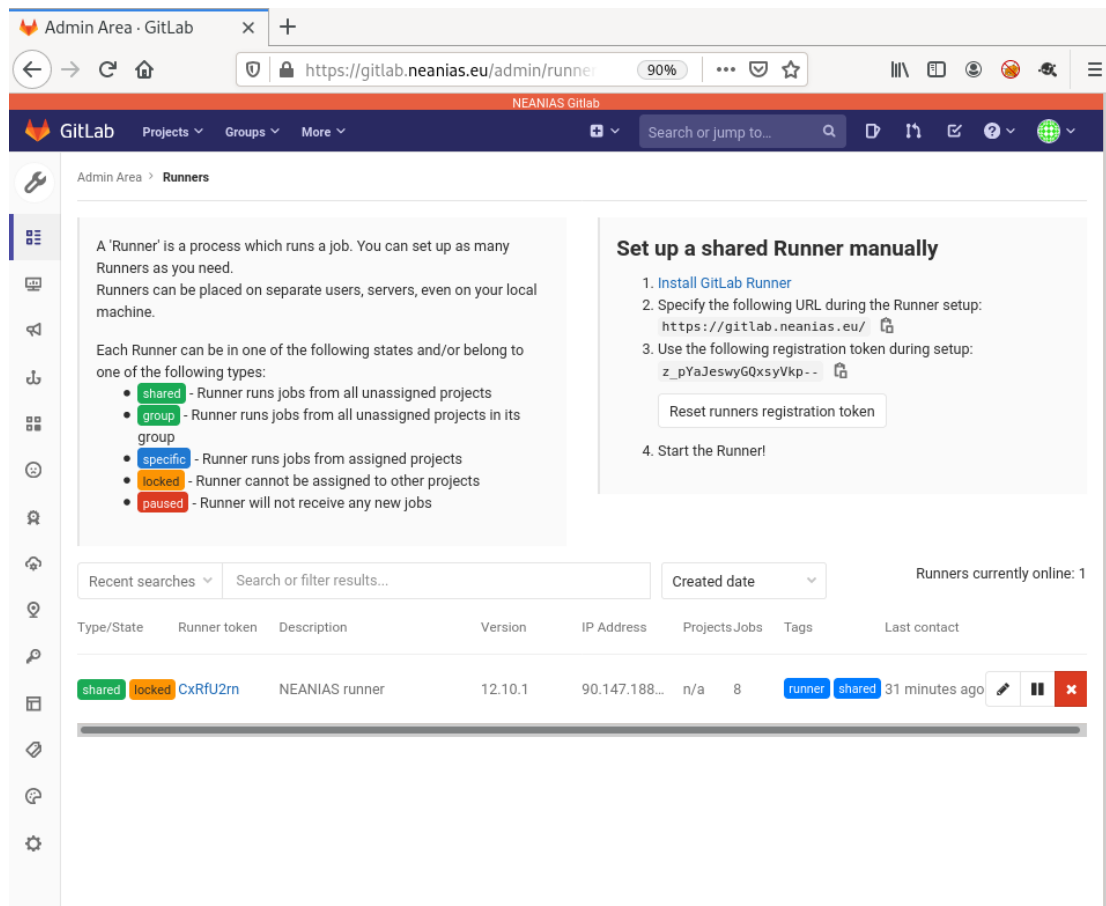 Admin Area · GitLab
https://gitlab.neanias.eu/admin/runner
90%
NEANIAS Gitlab
GitLab Projects Groups More Search or jump to...
Admin Area > Runners
A 'Runner' is a process which runs a job. You can set up as many
Runners as you need.
Runners can be placed on separate users, servers, even on your local
machine.
Each Runner can be in one of the following states and/or belong to
one of the following types:
shared - Runner runs jobs from all unassigned projects
group - Runner runs jobs from all unassigned projects in its
group
specific - Runner runs jobs from assigned projects
locked - Runner cannot be assigned to other projects
paused - Runner will not receive any new jobs
Set up a shared Runner manually
1. Install GitLab Runner
2. Specify the following URL during the Runner setup:
https://gitlab.neanias.eu/
3. Use the following registration token during setup:
z_pYaJeswyGQxsyVkp--
Reset runners registration token
4. Start the Runner!
Recent searches Search or filter results... Created date Runners currently online: 1
Type/State Runner token Description Version IP Address Projects Jobs Tags Last contact
shared locked CxRfU2rn NEANIAS runner 12.10.1 90.147.188... n/a 8 runner shared 31 minutes ago